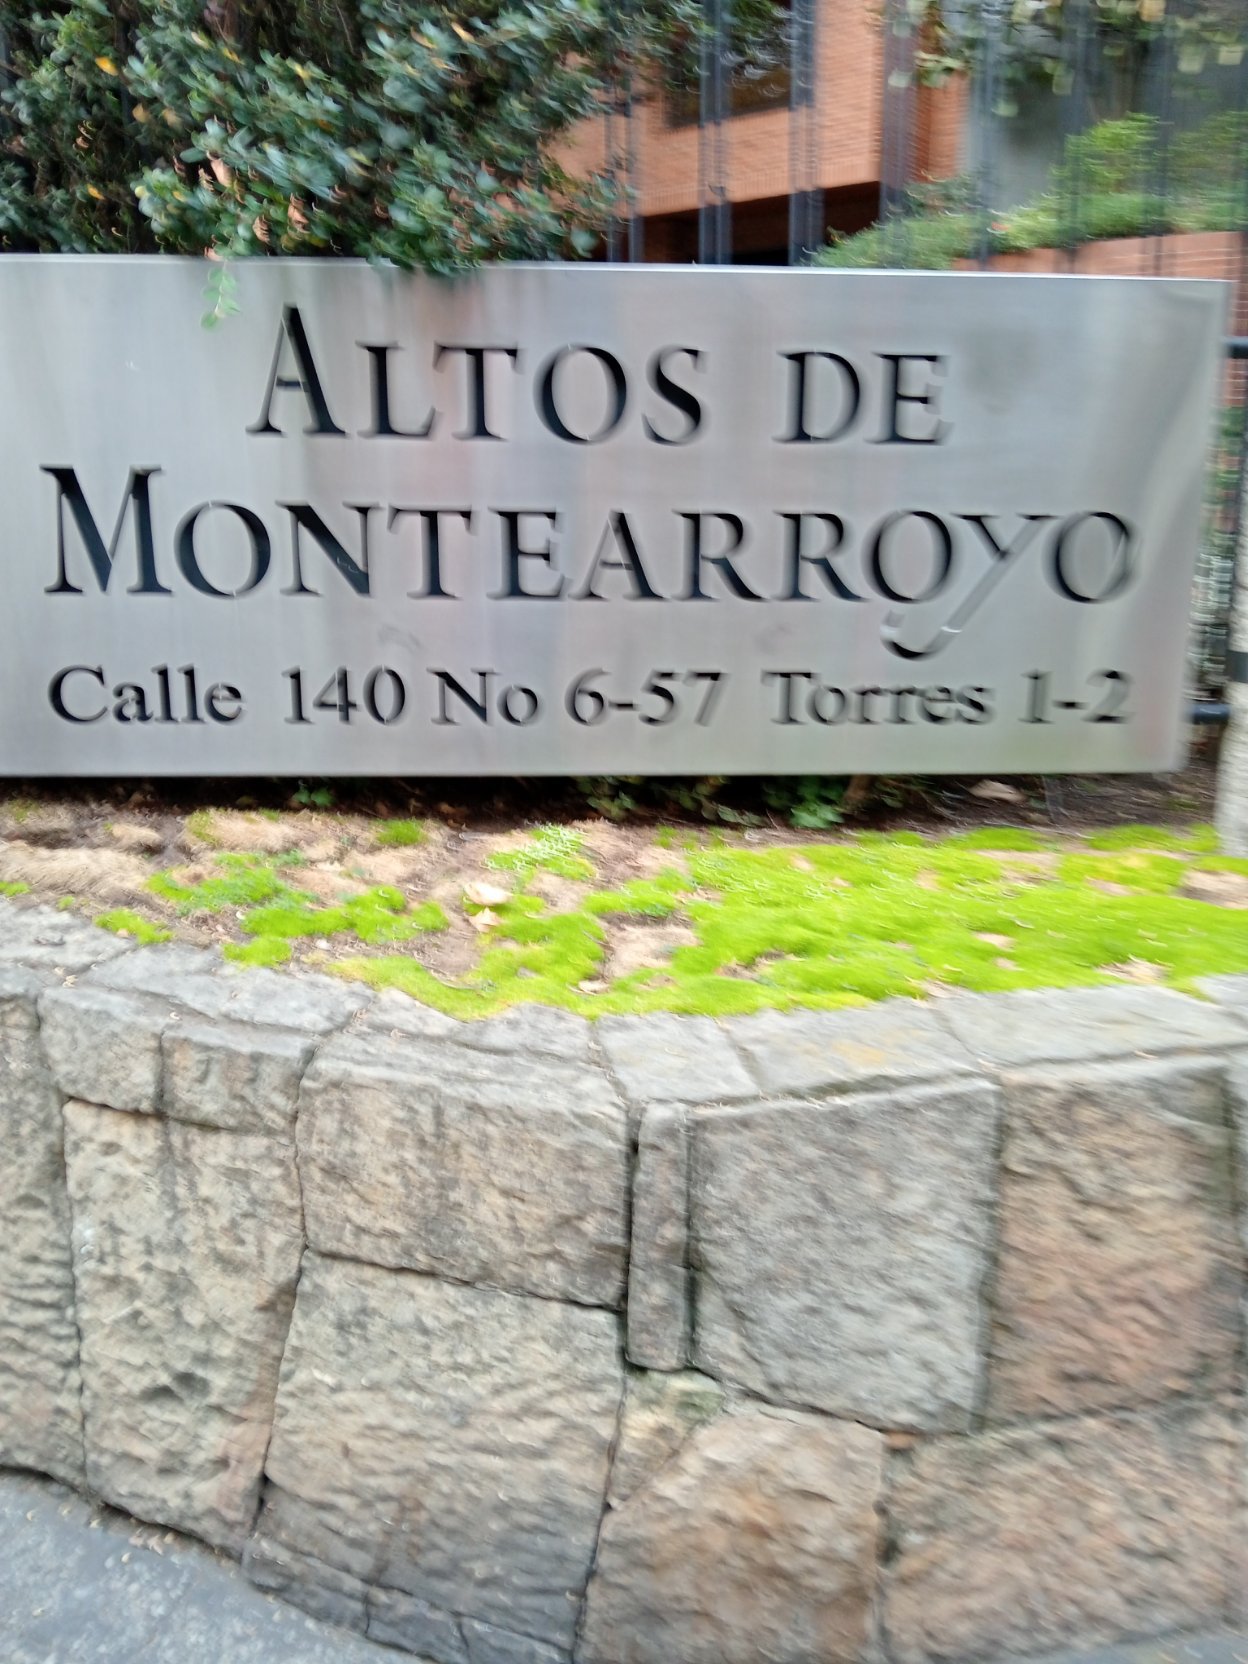 ALTOS DE
MONTEARROYO
Calle 140 No 6-57 Torres 1-2